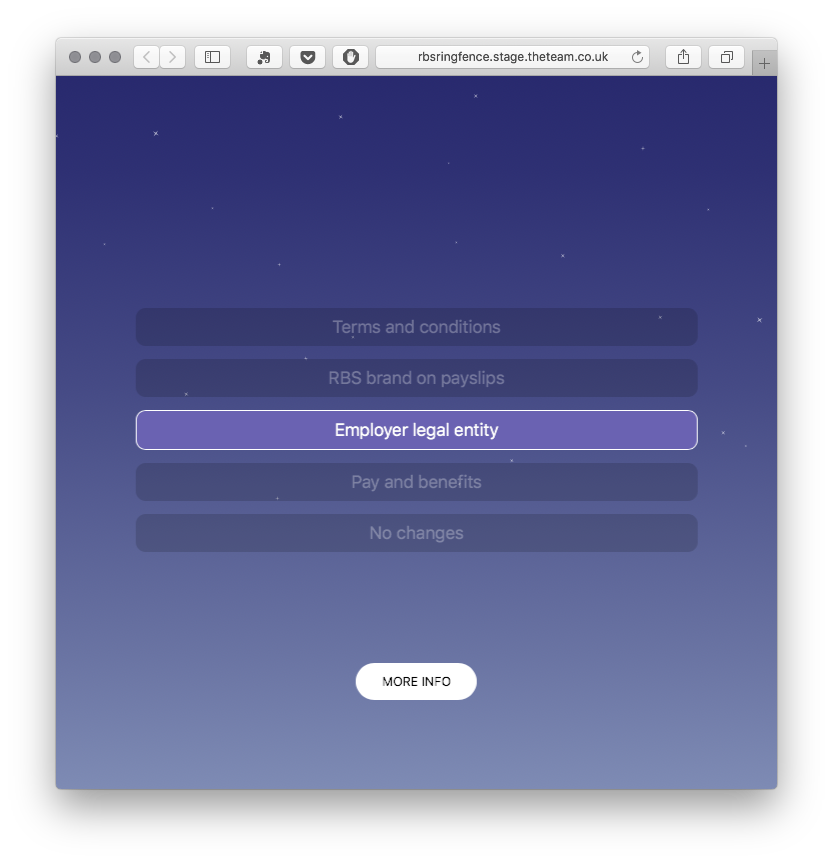 rbsringfence.stage.theteam.co.uk
Terms and conditions
RBS brand on payslips
Employer legal entity
Pay and benefits
No changes
MORE INFO